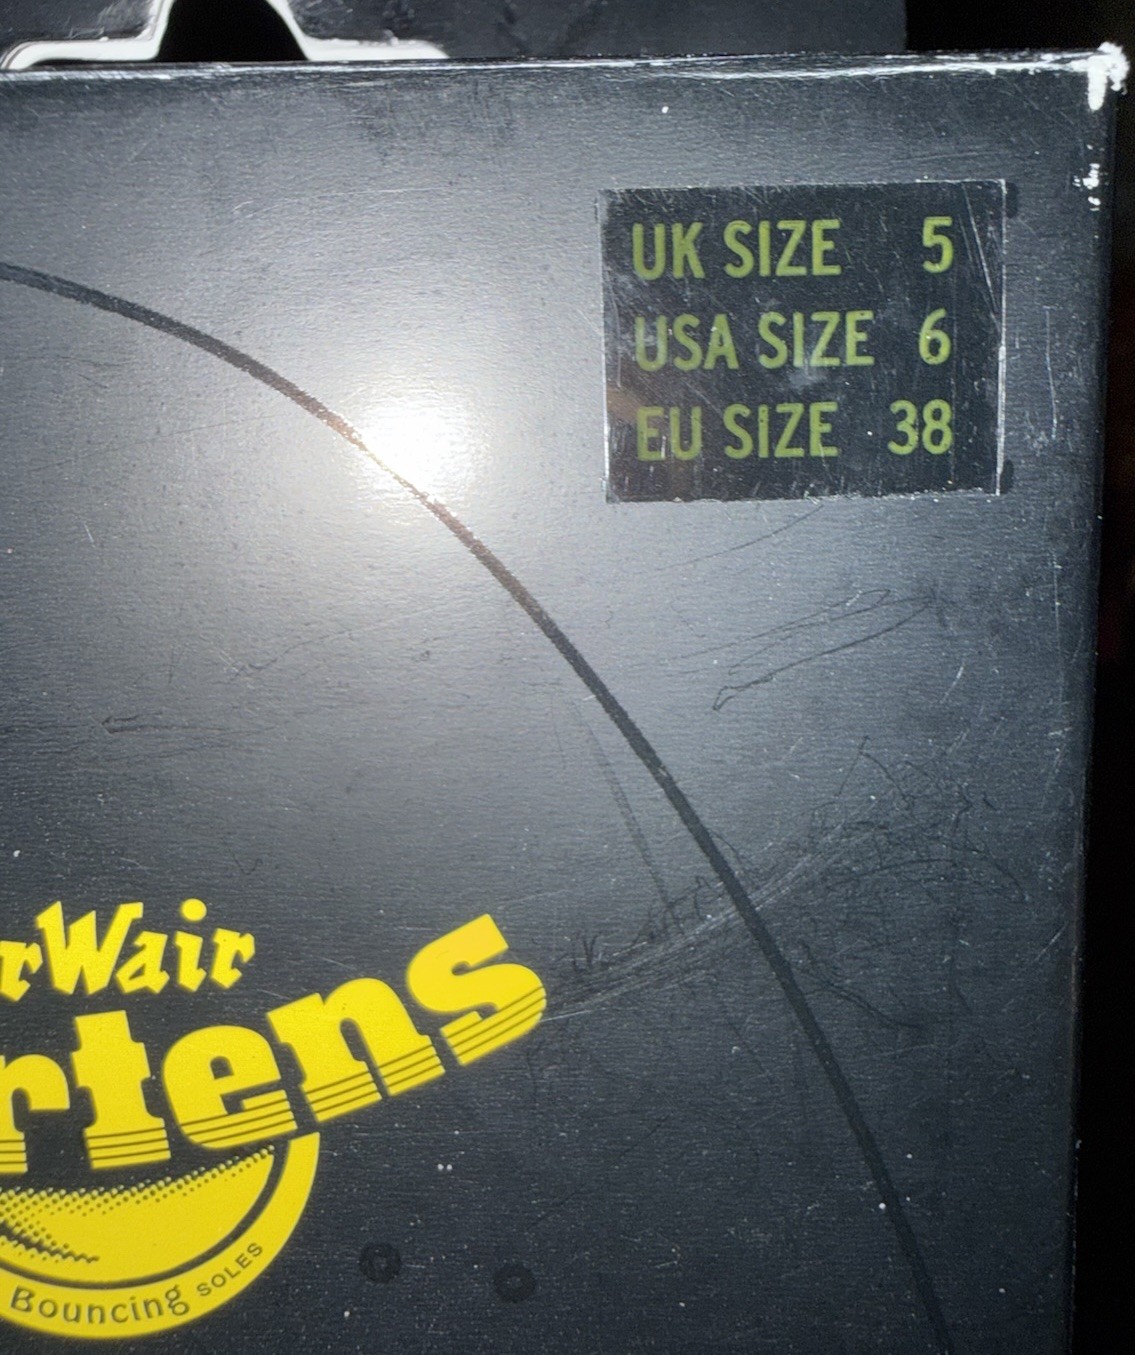 UK SIZE 5
USA SIZE 6
EU SIZE 38
rWair
rtens
Bouncing SOLES